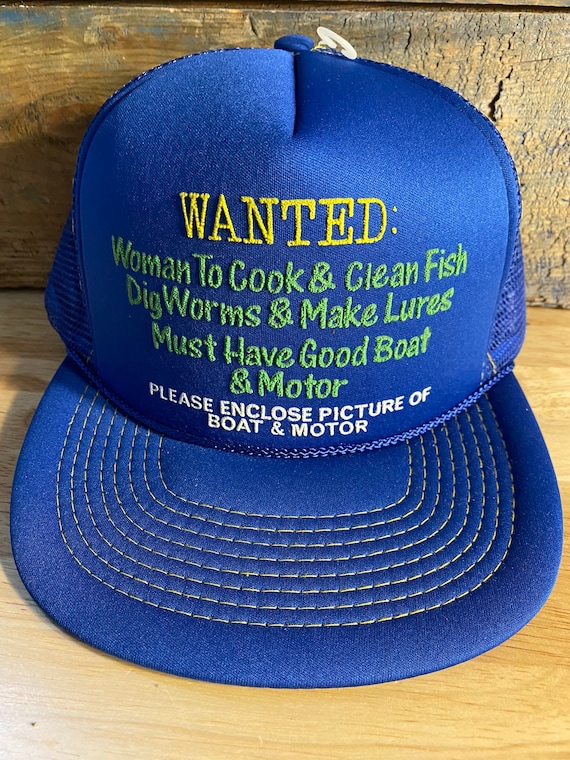 WANTED:
Woman To Cook & Clean Fish
Dig Worms & Make Lures
Must Have Good Boat
& Motor
PLEASE ENCLOSE PICTURE OF
BOAT & MOTOR